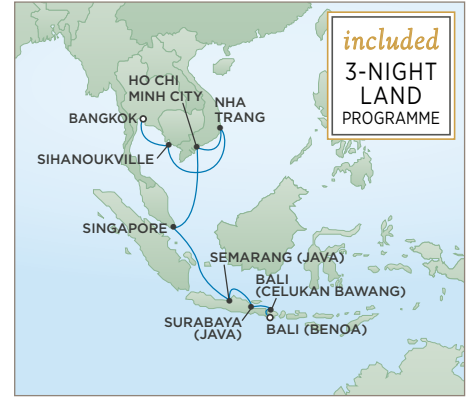 included
3-NIGHT
LAND
PROGRAMME
HO CHI
MINH CITY
NHA
TRANG
BANGKOK
SIHANOUKVILLE
SINGAPORE
SEMARANG (JAVA)
BALI
(CELUKAN BAWANG)
SURABAYA
(JAVA)
BALI (BENOA)